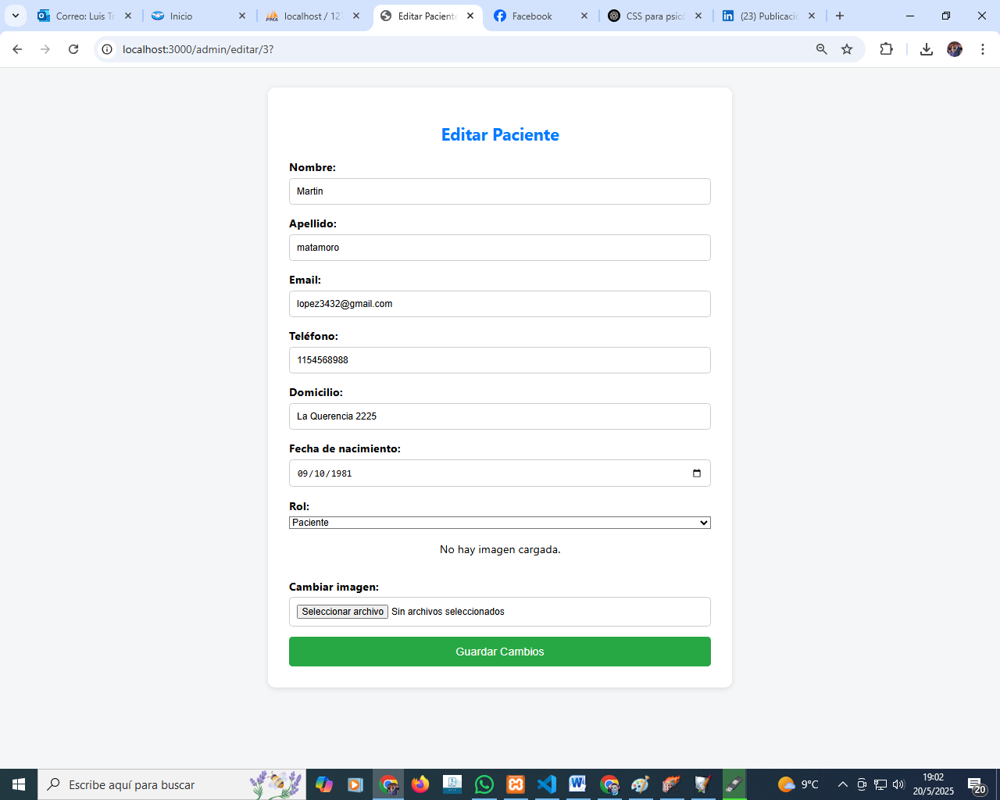 Correo: Luis Tr
Inicio
localhost / 127
Editar Paciente
Facebook
CSS para psico
(23) Publicacio
localhost:3000/admin/editar/3?
Editar Paciente
Nombre:
Martin
Apellido:
matamoro
Email:
lopez3432@gmail.com
Teléfono:
1154568988
Domicilio:
La Querencia 2225
Fecha de nacimiento:
09/10/1981
Rol:
Paciente
No hay imagen cargada.
Cambiar imagen:
Seleccionar archivo Sin archivos seleccionados
Guardar Cambios
Escribe aquí para buscar
9°C
19:02
20/5/2025
20